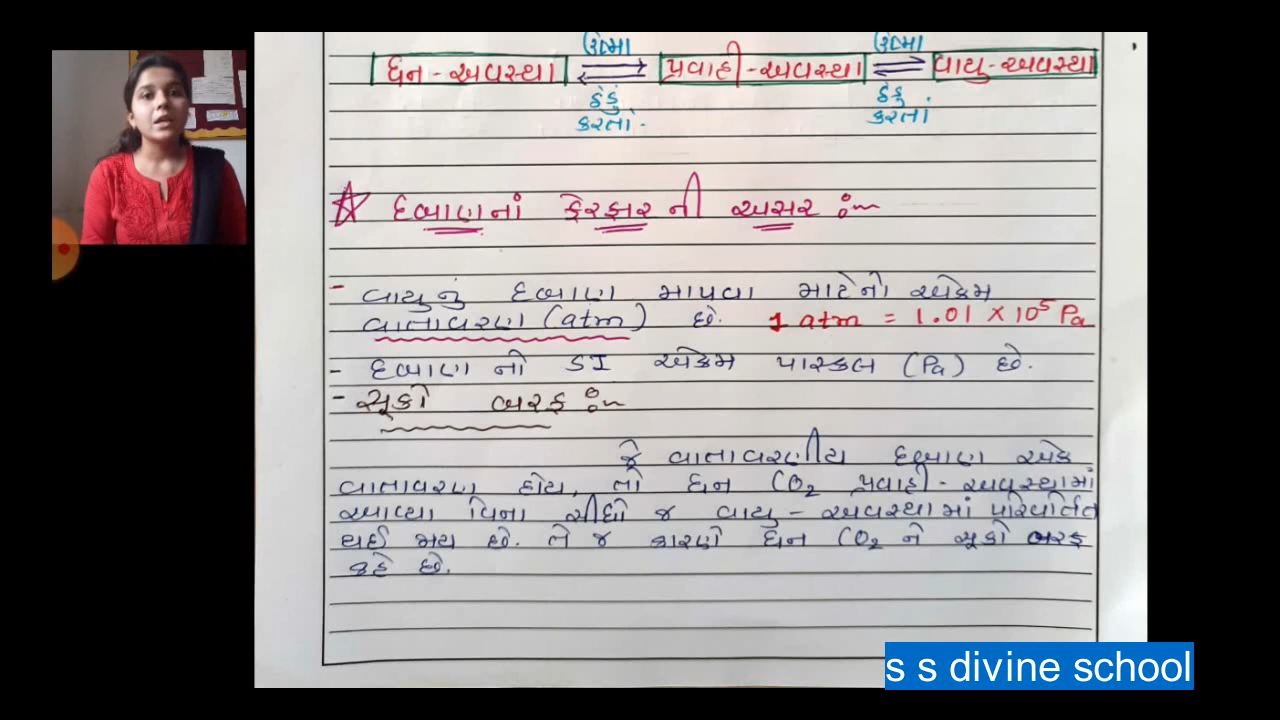 ઉષ્મા ઉષ્મા
ઘન - અવસ્થા ⇌ પ્રવાહી - અવસ્થા ⇌ વાયુ - અવસ્થા
ઠંડું ઠંડું
કરતાં. કરતાં
☆ દબાણનાં ફેરફાર ની અસર :~
- વાયુનું દબાણ માપવા માટેનો એકમ
વાતાવરણ (atm) છે. 1 atm = 1.01 × 10⁵ Pa
- દબાણ નો SI એકમ પાસ્કલ (Pa) છે.
- સૂકો બરફ :~
જો વાતાવરણીય દબાણ એક
વાતાવરણ હોય, તો ઘન CO₂ પ્રવાહી - અવસ્થામાં
આવ્યા વિના સીધો જ વાયુ - અવસ્થામાં પરિવર્તિત
થઈ જાય છે. તે જ કારણે ઘન CO₂ ને સૂકો બરફ
કહે છે.
s s divine school